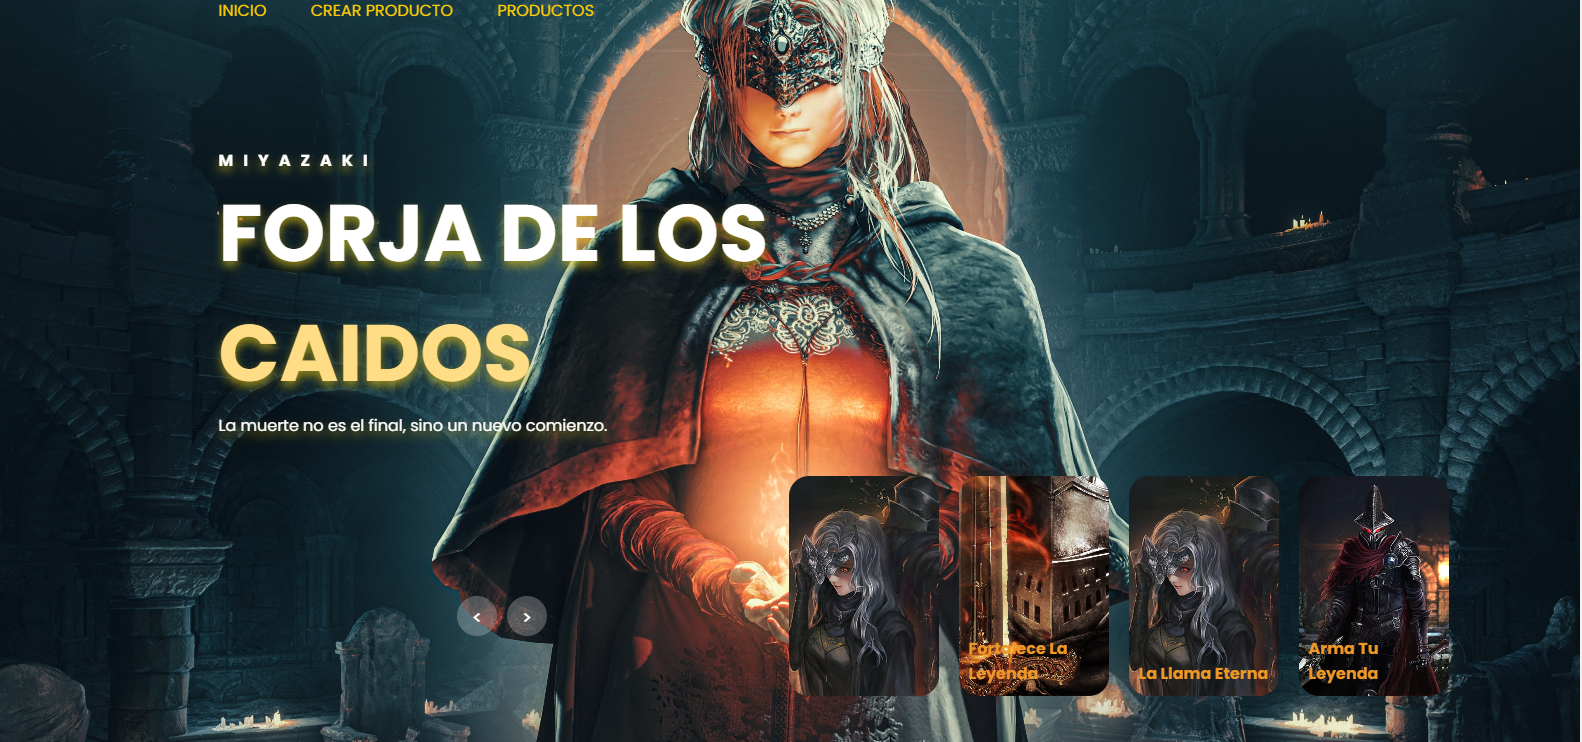 INICIO CREAR PRODUCTO PRODUCTOS
MIYAZAKI
FORJA DE LOS
CAIDOS
La muerte no es el final, sino un nuevo comienzo.
< >
Fortalece La
Leyenda
La Llama Eterna
Arma Tu
Leyenda